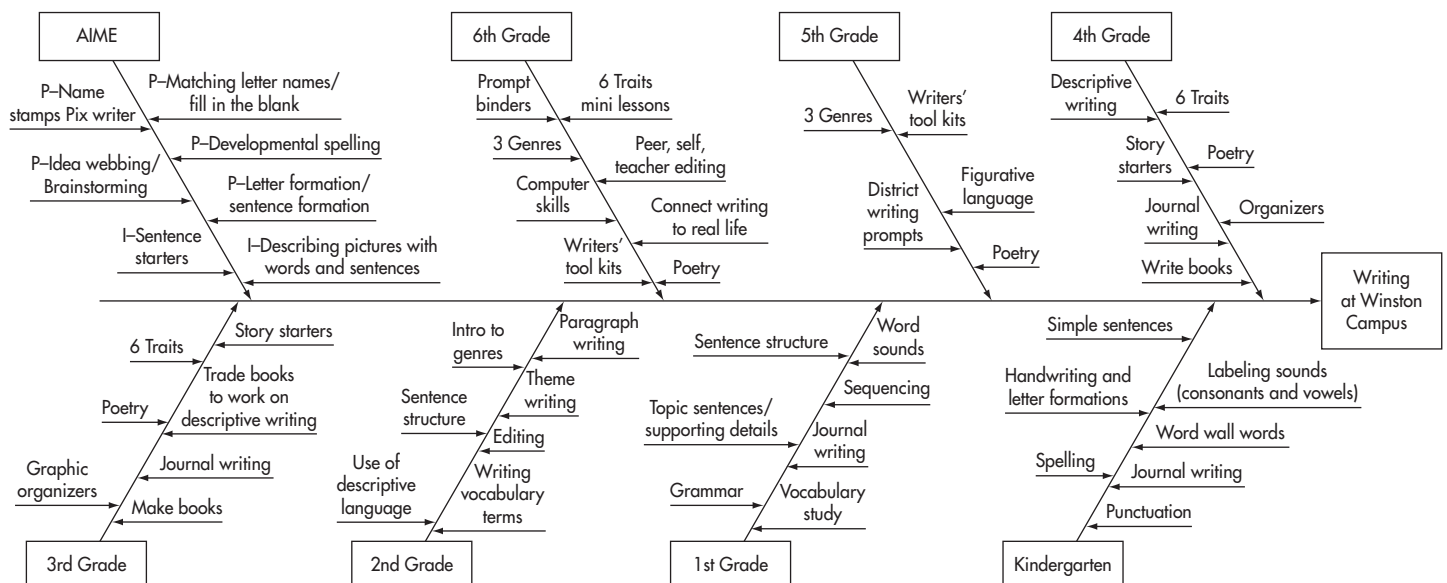 AIME
P–Name
stamps Pix writer
P–Matching letter names/
fill in the blank
P–Developmental spelling
P–Idea webbing/
Brainstorming
P–Letter formation/
sentence formation
I–Sentence
starters
I–Describing pictures with
words and sentences
6th Grade
Prompt
binders
6 Traits
mini lessons
3 Genres
Peer, self,
teacher editing
Computer
skills
Connect writing
to real life
Writers’
tool kits
Poetry
5th Grade
3 Genres
Writers’
tool kits
Figurative
language
District
writing
prompts
Poetry
4th Grade
Descriptive
writing
6 Traits
Story
starters
Poetry
Journal
writing
Organizers
Write books
Writing
at Winston
Campus
Story starters
6 Traits
Trade books
to work on
descriptive writing
Poetry
Journal writing
Graphic
organizers
Make books
3rd Grade
Intro to
genres
Paragraph
writing
Theme
writing
Sentence
structure
Editing
Use of
descriptive
language
Writing
vocabulary
terms
2nd Grade
Sentence structure
Word
sounds
Sequencing
Topic sentences/
supporting details
Journal
writing
Grammar
Vocabulary
study
1st Grade
Simple sentences
Handwriting and
letter formations
Labeling sounds
(consonants and vowels)
Word wall words
Spelling
Journal writing
Punctuation
Kindergarten